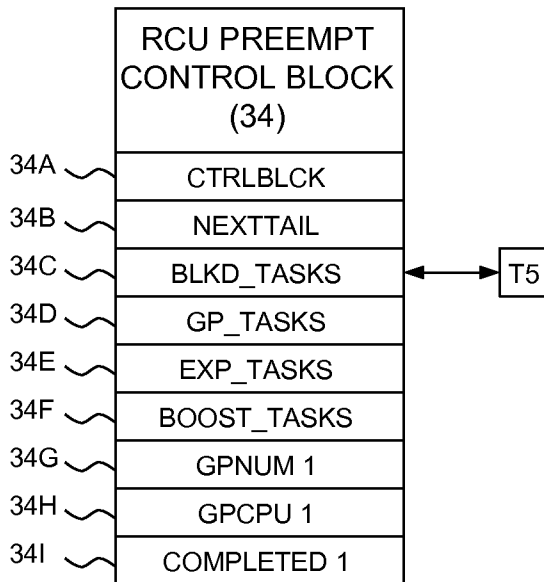 RCU PREEMPT
CONTROL BLOCK
(34)
34A CTRLBLCK
34B NEXTTAIL
34C BLKD_TASKS T5
34D GP_TASKS
34E EXP_TASKS
34F BOOST_TASKS
34G GPNUM 1
34H GPCPU 1
34I COMPLETED 1